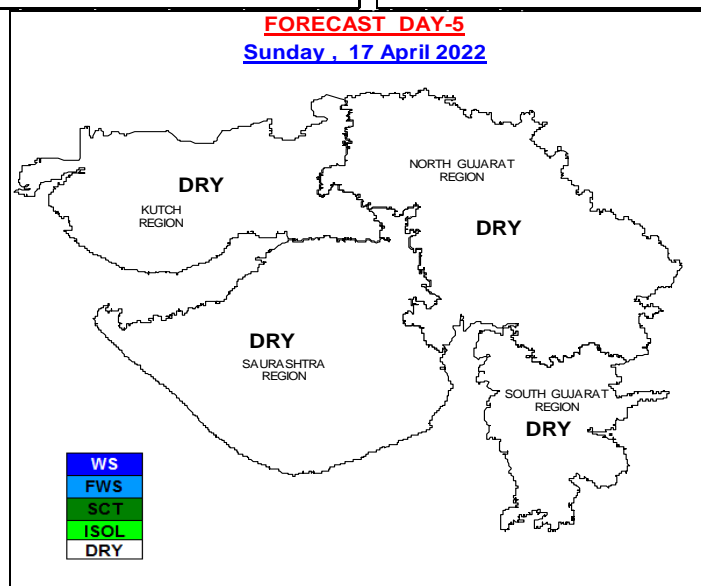 FORECAST DAY-5
Sunday , 17 April 2022
NORTH GUJARAT
REGION
DRY
KUTCH
REGION
DRY
DRY
SAURASHTRA
REGION
SOUTH GUJARAT
REGION
DRY
WS
FWS
SCT
ISOL
DRY